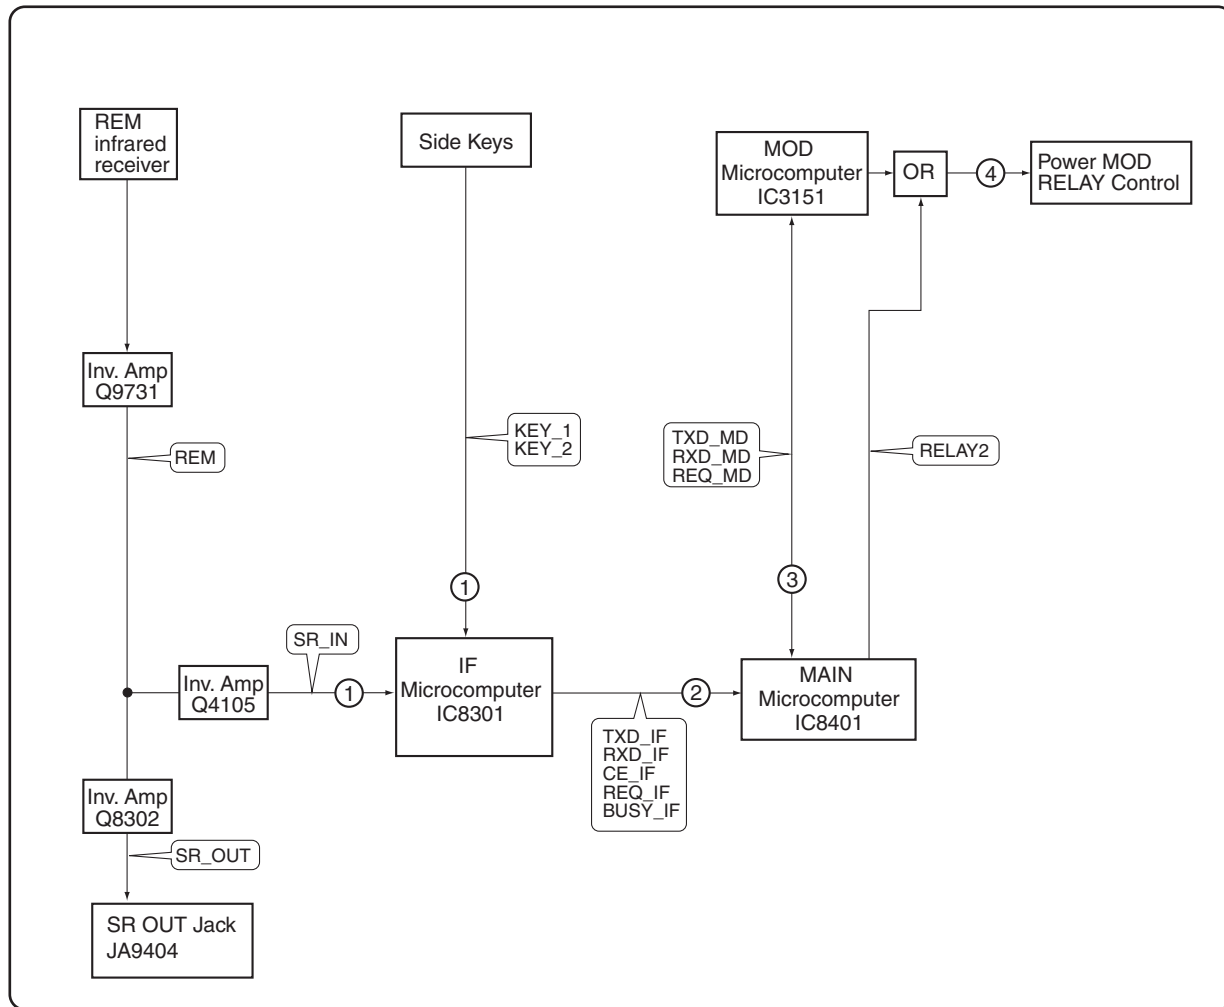 REM
infrared
receiver
Side Keys
MOD
Microcomputer
IC3151
OR
4
Power MOD
RELAY Control
Inv. Amp
Q9731
REM
KEY_1
KEY_2
TXD_MD
RXD_MD
REQ_MD
RELAY2
1
3
SR_IN
Inv. Amp
Q4105
1
IF
Microcomputer
IC8301
2
MAIN
Microcomputer
IC8401
TXD_IF
RXD_IF
CE_IF
REQ_IF
BUSY_IF
Inv. Amp
Q8302
SR_OUT
SR OUT Jack
JA9404